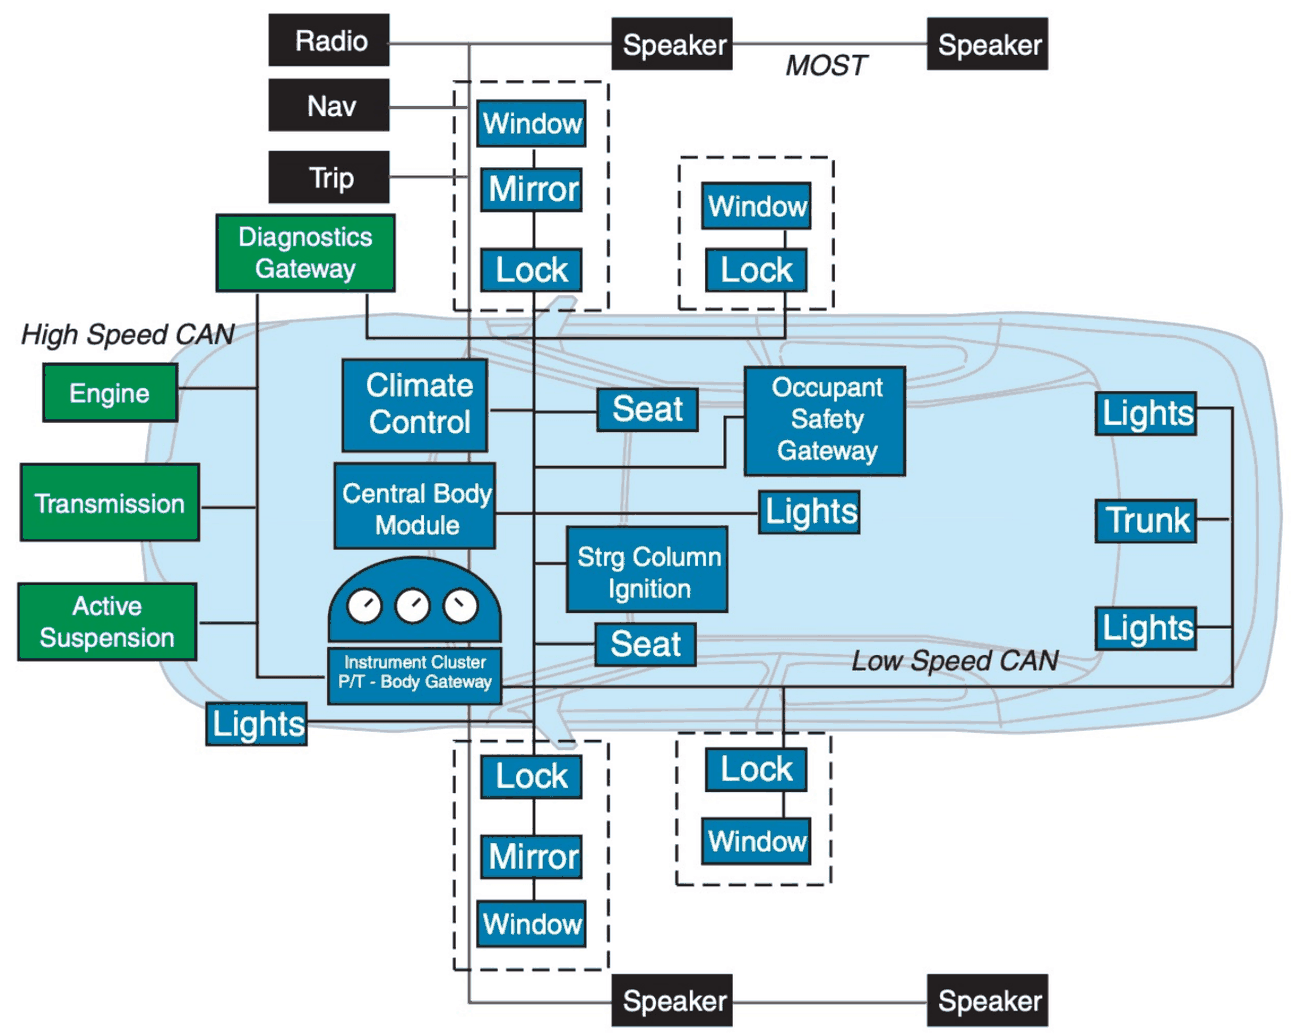 Radio
Speaker
Speaker
MOST
Nav
Window
Trip
Mirror
Window
Diagnostics
Gateway
Lock
Lock
High Speed CAN
Engine
Climate
Control
Seat
Occupant
Safety
Gateway
Lights
Transmission
Central Body
Module
Lights
Trunk
Strg Column
Ignition
Active
Suspension
Seat
Lights
Instrument Cluster
P/T - Body Gateway
Low Speed CAN
Lights
Lock
Lock
Mirror
Window
Window
Speaker
Speaker